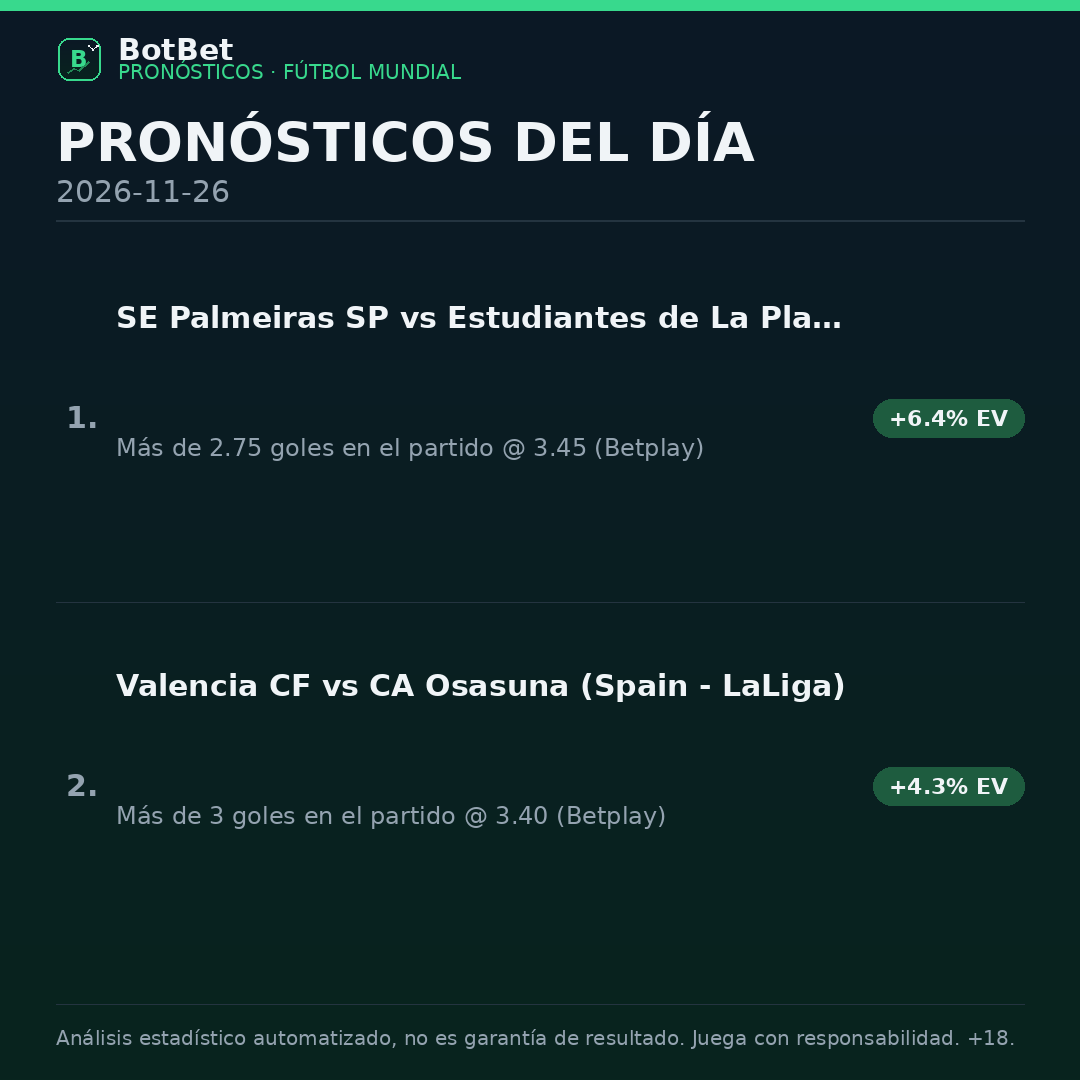 B
BotBet
PRONÓSTICOS · FÚTBOL MUNDIAL
PRONÓSTICOS DEL DÍA
2026-11-26
SE Palmeiras SP vs Estudiantes de La Pla...
1.
+6.4% EV
Más de 2.75 goles en el partido @ 3.45 (Betplay)
Valencia CF vs CA Osasuna (Spain - LaLiga)
2.
+4.3% EV
Más de 3 goles en el partido @ 3.40 (Betplay)
Análisis estadístico automatizado, no es garantía de resultado. Juega con responsabilidad. +18.